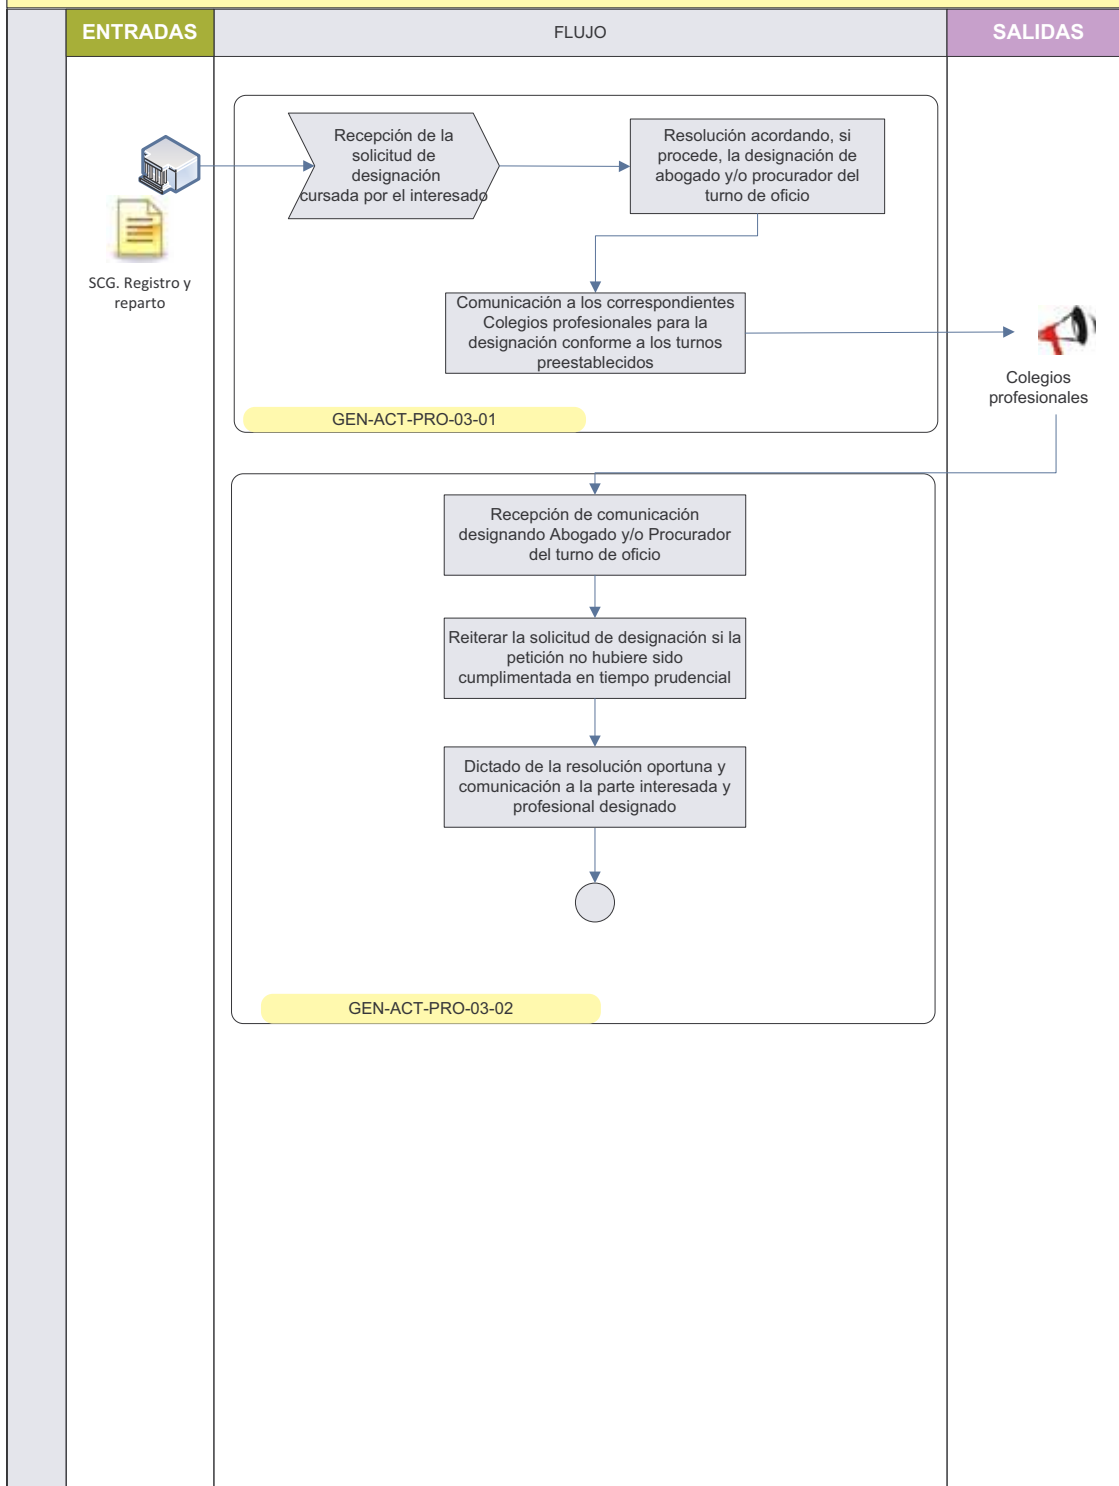 ENTRADAS
FLUJO
SALIDAS
Recepción de la
solicitud de
designación
cursada por el interesado
Resolución acordando, si
procede, la designación de
abogado y/o procurador del
turno de oficio
SCG. Registro y
reparto
Comunicación a los correspondientes
Colegios profesionales para la
designación conforme a los turnos
preestablecidos
Colegios
profesionales
GEN-ACT-PRO-03-01
Recepción de comunicación
designando Abogado y/o Procurador
del turno de oficio
Reiterar la solicitud de designación si la
petición no hubiere sido
cumplimentada en tiempo prudencial
Dictado de la resolución oportuna y
comunicación a la parte interesada y
profesional designado
GEN-ACT-PRO-03-02